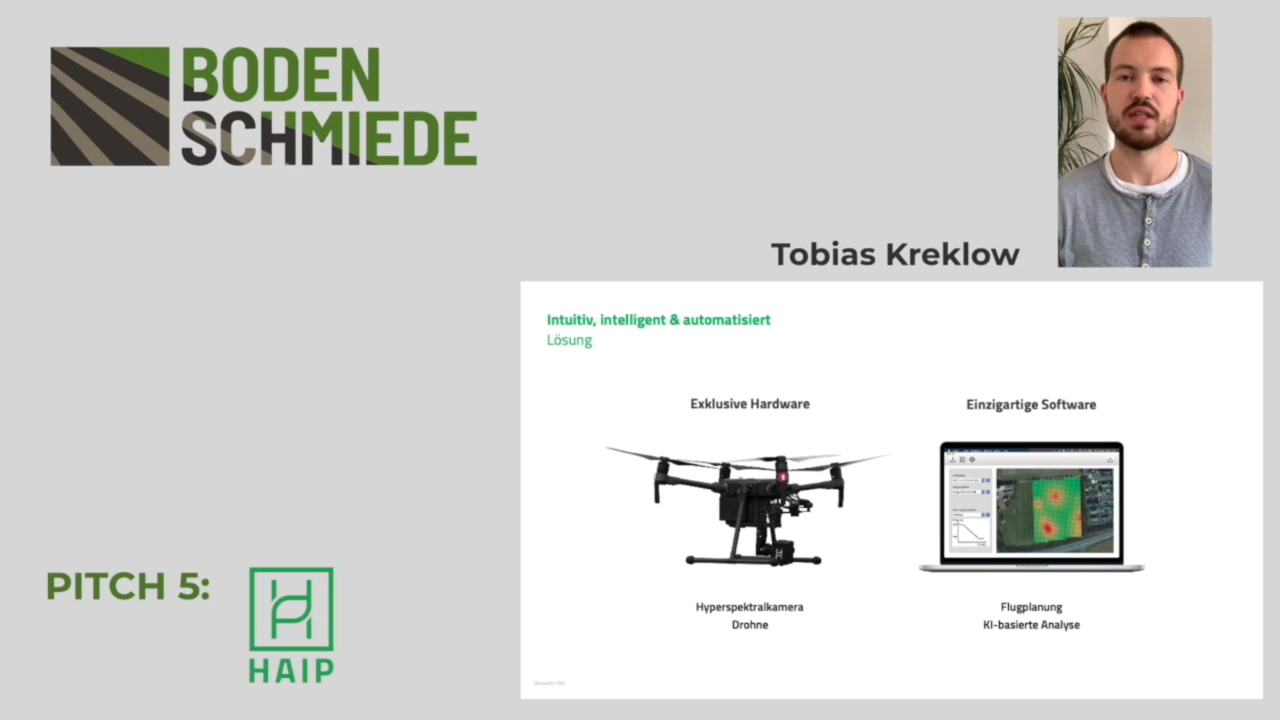 BODEN
SCHMIEDE
Tobias Kreklow
Intuitiv, intelligent & automatisiert
Lösung
Exklusive Hardware
Einzigartige Software
Hyperspektralkamera
Drohne
Flugplanung
KI-basierte Analyse
PITCH 5:
HAIP